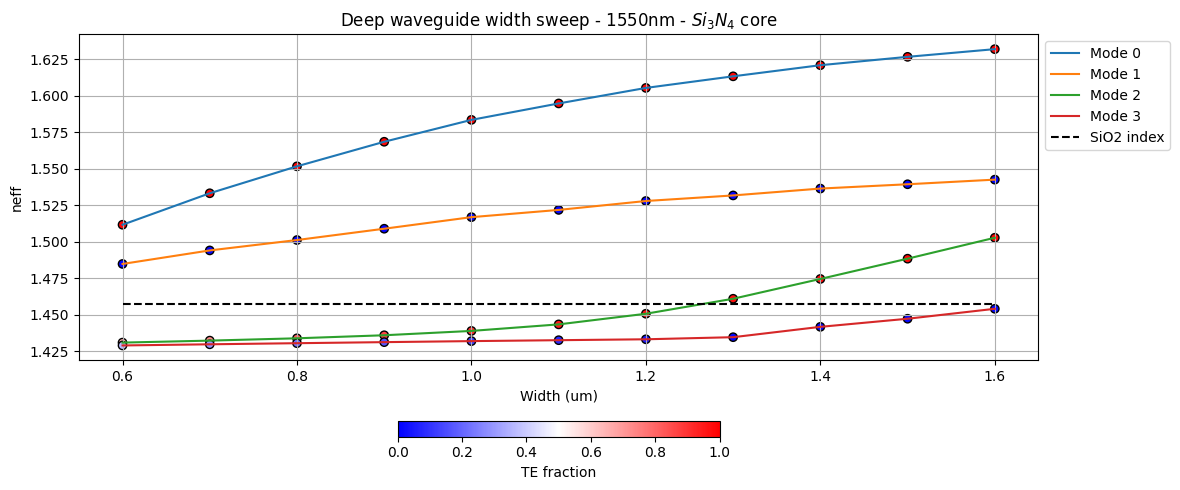 Deep waveguide width sweep - 1550nm - Si₃N₄ core
neff
1.625
1.600
1.575
1.550
1.525
1.500
1.475
1.450
1.425
0.6 0.8 1.0 1.2 1.4 1.6
Width (um)
Mode 0
Mode 1
Mode 2
Mode 3
SiO2 index
0.0 0.2 0.4 0.6 0.8 1.0
TE fraction